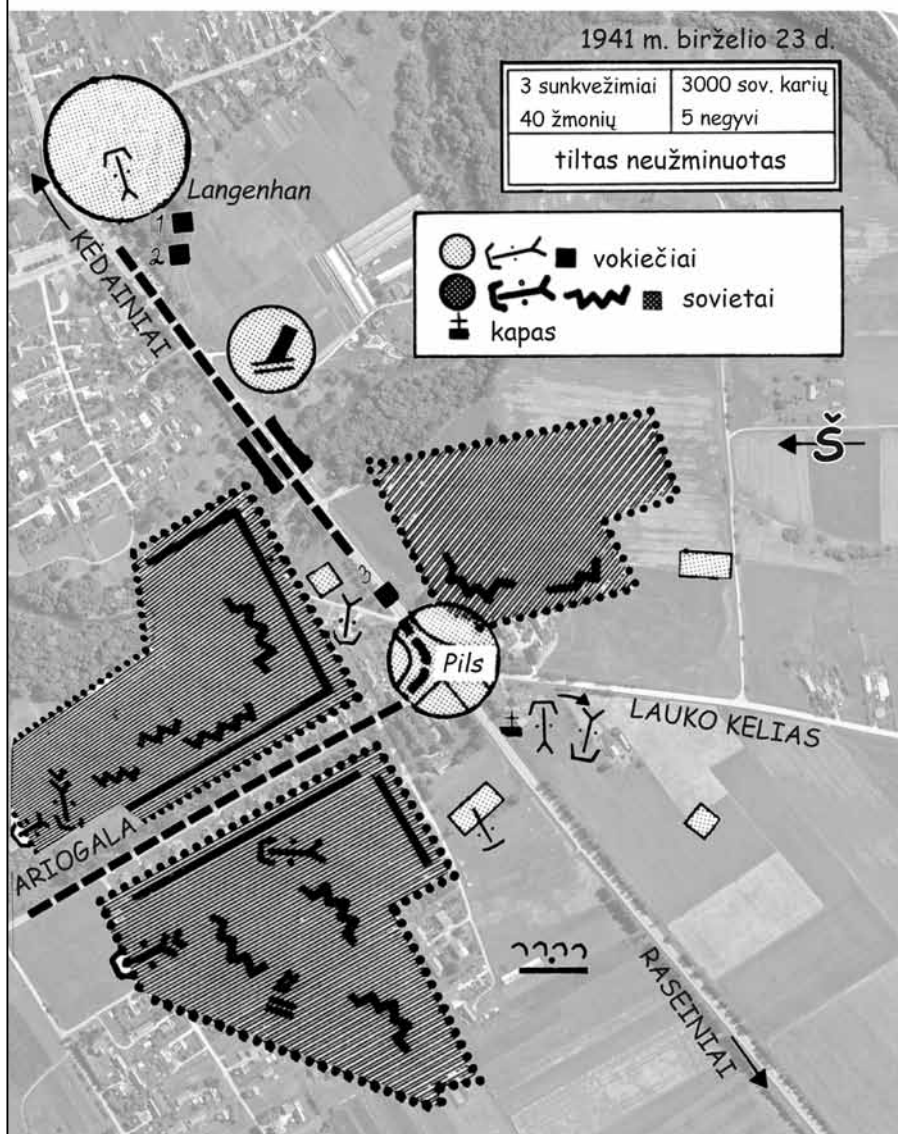 1941 m. birželio 23 d.
3 sunkvežimiai
3000 sov. karių
40 žmonių
5 negyvi
tiltas neužminuotas
Langenhan
1
2
KĖDAINIAI
vokiečiai
sovietai
kapas
Š
3
Pils
LAUKO KELIAS
ARIOGALA
RASEINIAI